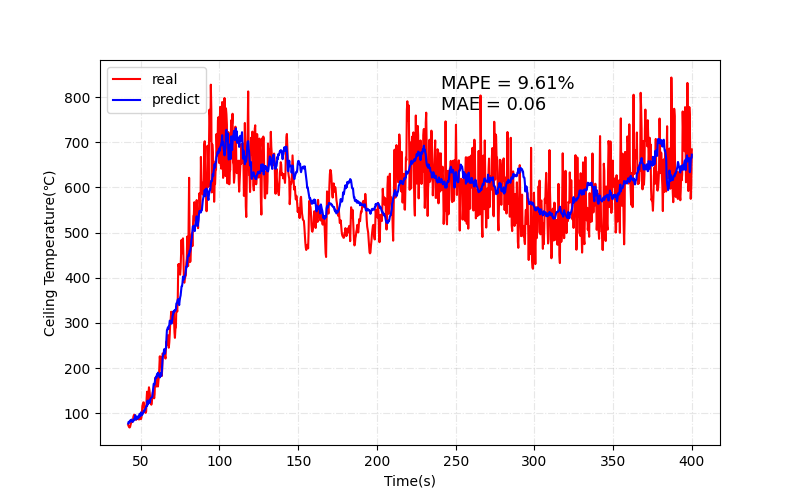 real
predict
MAPE = 9.61%
MAE = 0.06
Ceiling Temperature(℃)
800
700
600
500
400
300
200
100
50
100
150
200
250
300
350
400
Time(s)